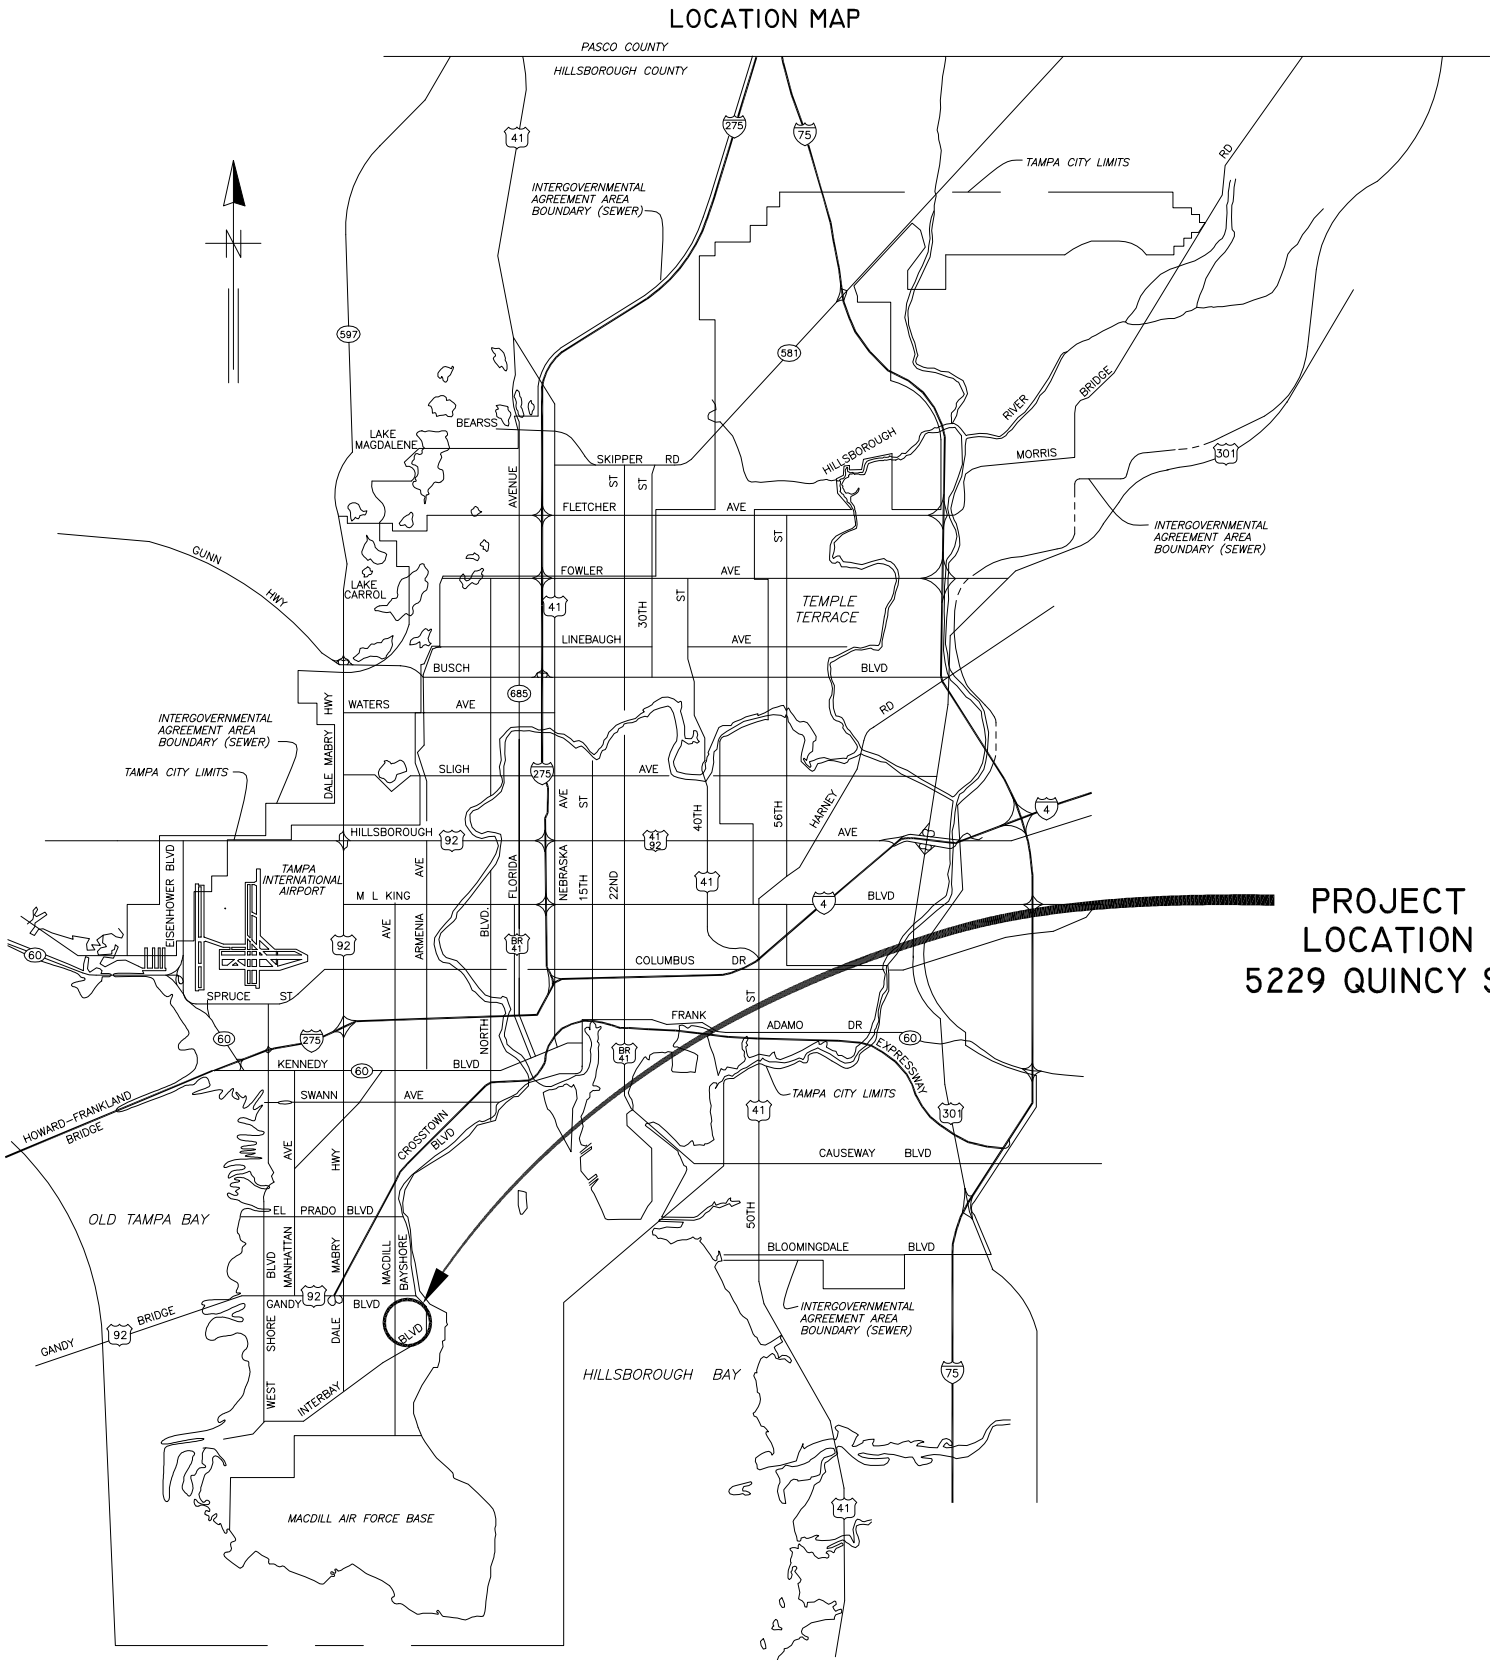 LOCATION MAP
PASCO COUNTY
HILLSBOROUGH COUNTY
41
275
75
RD
TAMPA CITY LIMITS
INTERGOVERNMENTAL
AGREEMENT AREA
BOUNDARY (SEWER)
N
597
581
BRIDGE
RIVER
BEARSS
LAKE
MAGDALENE
HILLSBOROUGH
MORRIS
301
SKIPPER RD
AVENUE
ST
ST
FLETCHER AVE
ST
INTERGOVERNMENTAL
AGREEMENT AREA
BOUNDARY (SEWER)
GUNN
HWY
LAKE
CARROL
FOWLER AVE
41
30TH
ST
TEMPLE
TERRACE
LINEBAUGH AVE
BUSCH BLVD
685
WATERS AVE
HWY
RD
INTERGOVERNMENTAL
AGREEMENT AREA
BOUNDARY (SEWER)
TAMPA CITY LIMITS
DALE MABRY
SLIGH AVE
275
AVE
ST
40TH
56TH
HARNEY
4
HILLSBOROUGH
92
41
92
AVE
EISENHOWER BLVD
TAMPA
INTERNATIONAL
AIRPORT
AVE
FLORIDA
NEBRASKA
15TH
22ND
41
M L KING
BLVD
4
PROJECT
LOCATION
5229 QUINCY S
60
92
AVE
ARMENIA
BLVD.
BR
41
COLUMBUS DR
SPRUCE ST
ST
FRANK
ADAMO DR
60
60
275
NORTH
BR
41
EXPRESSWAY
KENNEDY
60
BLVD
SWANN AVE
TAMPA CITY LIMITS
41
301
HOWARD-FRANKLAND
BRIDGE
CROSSTOWN
BLVD
AVE
HWY
CAUSEWAY BLVD
OLD TAMPA BAY
EL PRADO BLVD
50TH
BLVD
MANHATTAN
MABRY
MACDILL
BAYSHORE
BLOOMINGDALE BLVD
92
GANDY BLVD
GANDY
92
BRIDGE
SHORE
DALE
BLVD
INTERGOVERNMENTAL
AGREEMENT AREA
BOUNDARY (SEWER)
WEST
INTERBAY
HILLSBOROUGH BAY
75
MACDILL AIR FORCE BASE
41